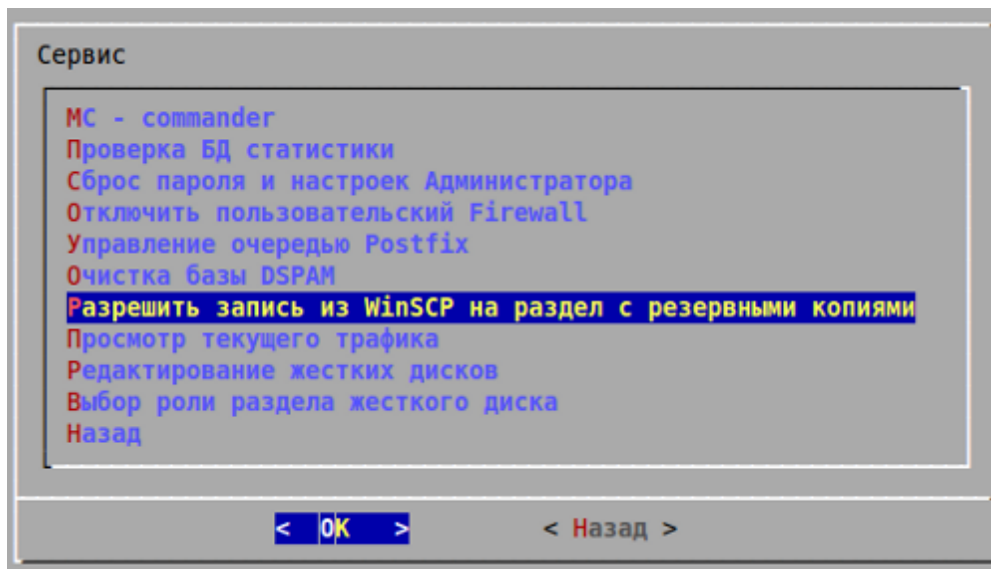 Сервис
MC - commander
Проверка БД статистики
Сброс пароля и настроек Администратора
Отключить пользовательский Firewall
Управление очередью Postfix
Очистка базы DSPAM
Разрешить запись из WinSCP на раздел с резервными копиями
Просмотр текущего трафика
Редактирование жестких дисков
Выбор роли раздела жесткого диска
Назад
< OK > < Назад >